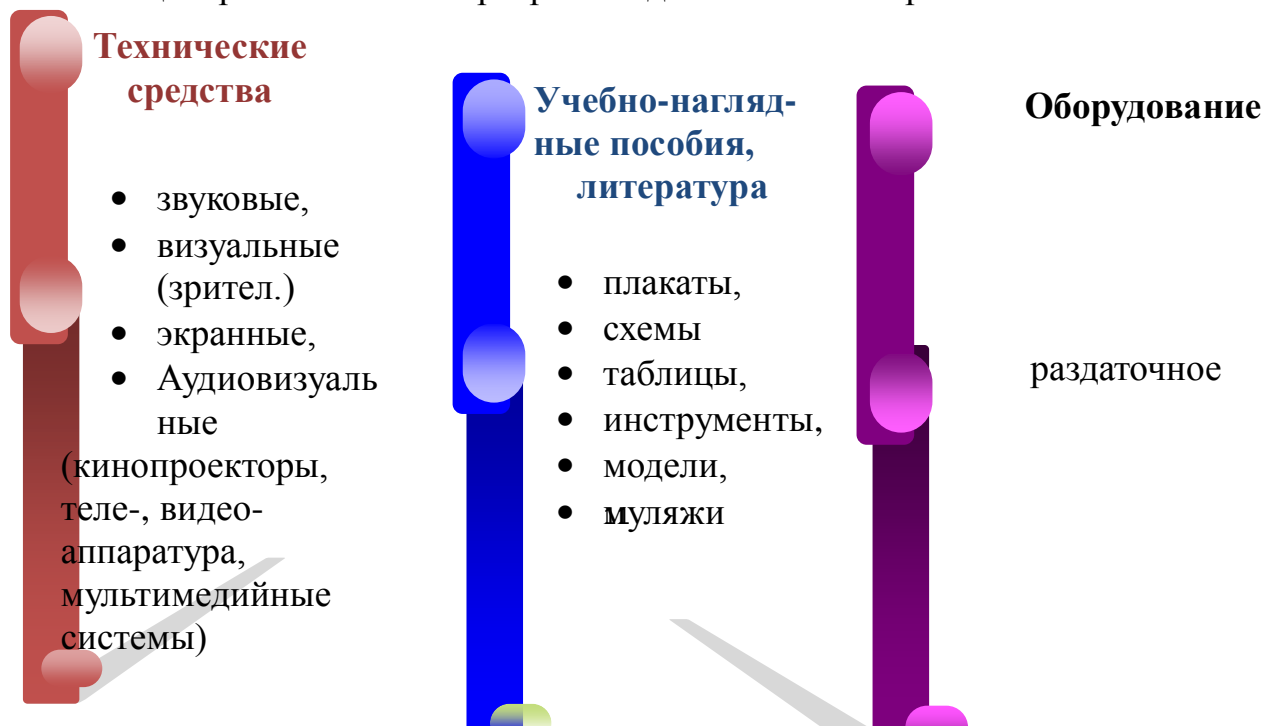 Технические
средства
• звуковые,
• визуальные
(зрител.)
• экранные,
• Аудиовизуаль
ные
(кинопроекторы,
теле-, видео-
аппаратура,
мультимедийные
системы)
Учебно-нагляд-
ные пособия,
литература
• плакаты,
• схемы
• таблицы,
• инструменты,
• модели,
• муляжи
Оборудование
раздаточное